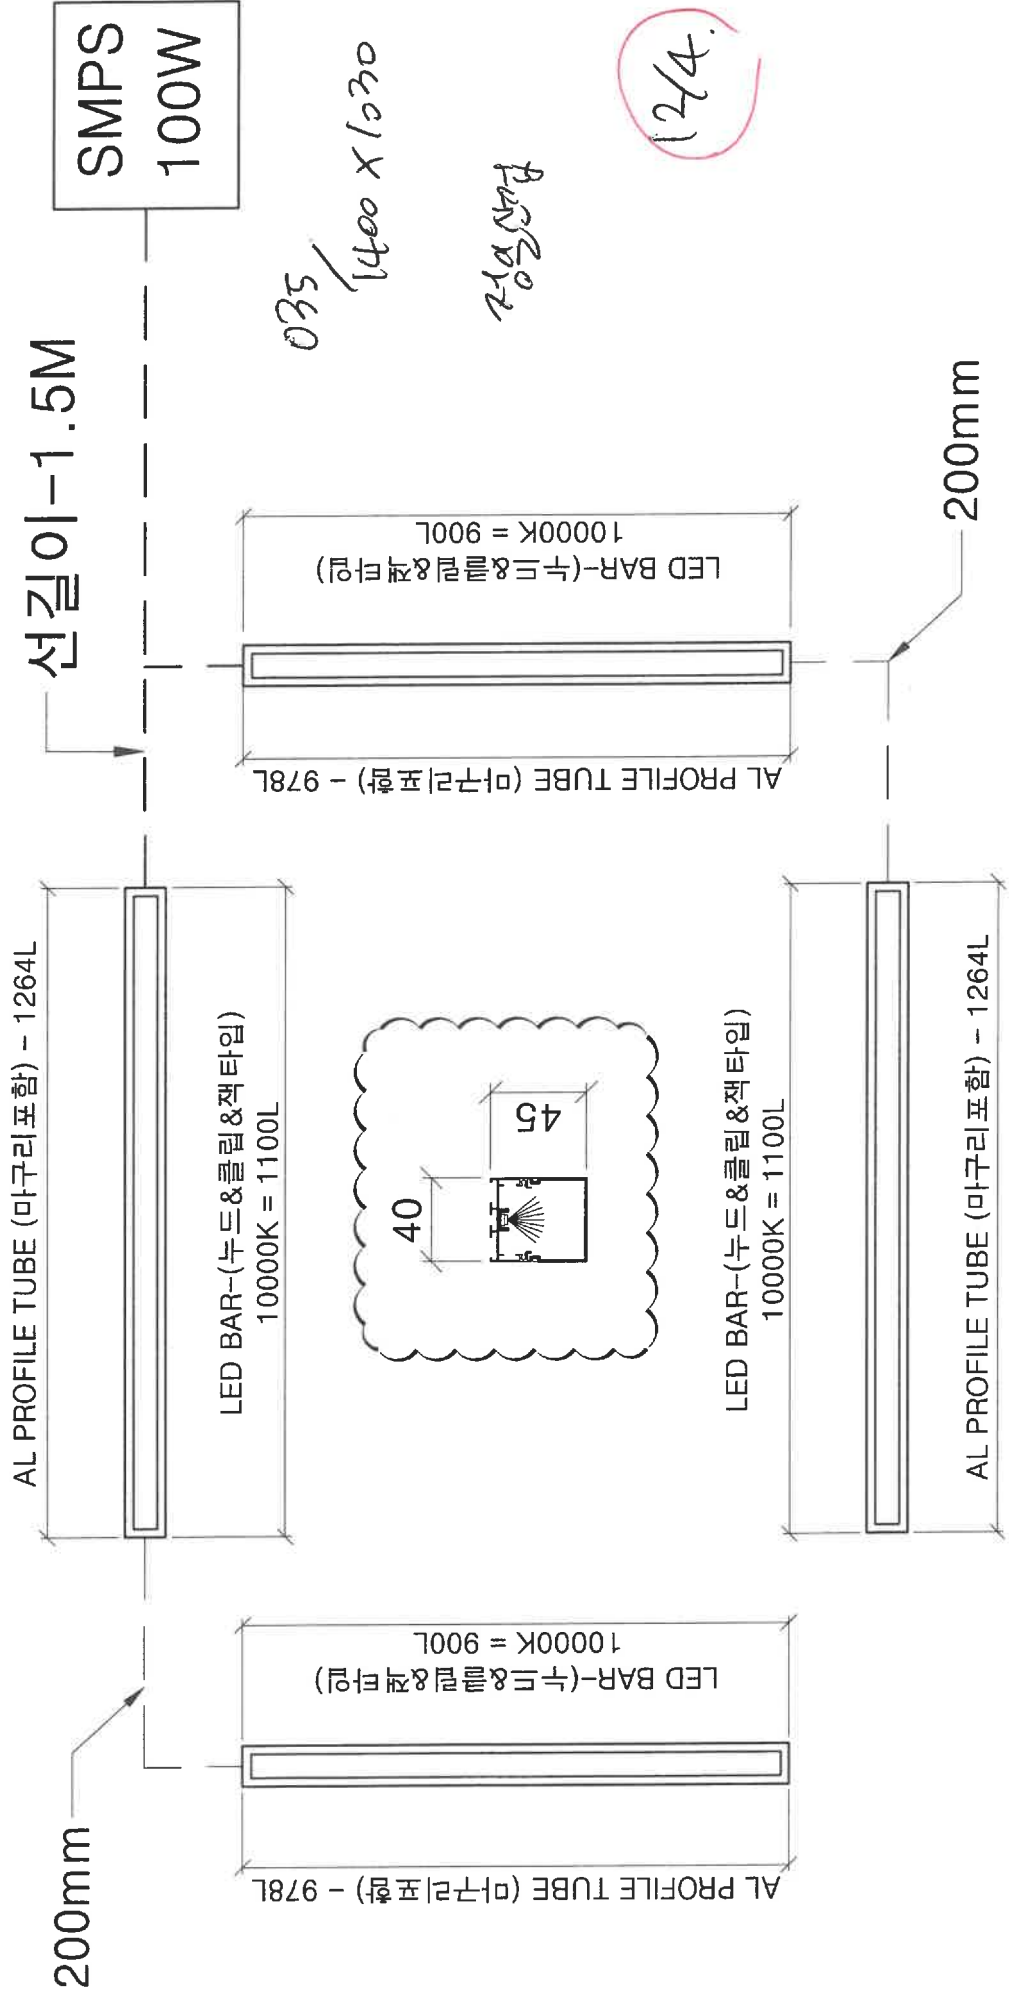 SMPS
100W
선길이-1.5M
200mm
AL PROFILE TUBE (마구리포함) - 1264L
LED BAR-(누드&클립&잭타입)
10000K = 1100L
AL PROFILE TUBE (마구리포함) - 978L
LED BAR-(누드&클립&잭타입)
10000K = 900L
40
45
LED BAR-(누드&클립&잭타입)
10000K = 900L
AL PROFILE TUBE (마구리포함) - 978L
LED BAR-(누드&클립&잭타입)
10000K = 1100L
AL PROFILE TUBE (마구리포함) - 1264L
200mm
035
1400 X 1030
12/4.